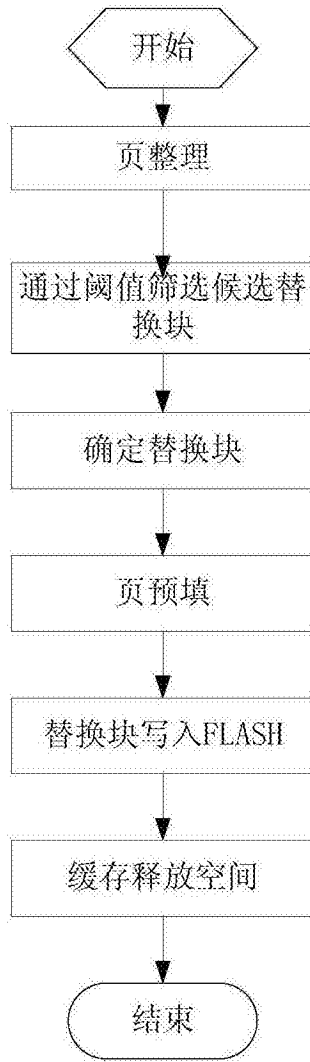 开始
页整理
通过阈值筛选候选替
换块
确定替换块
页预填
替换块写入FLASH
缓存释放空间
结束